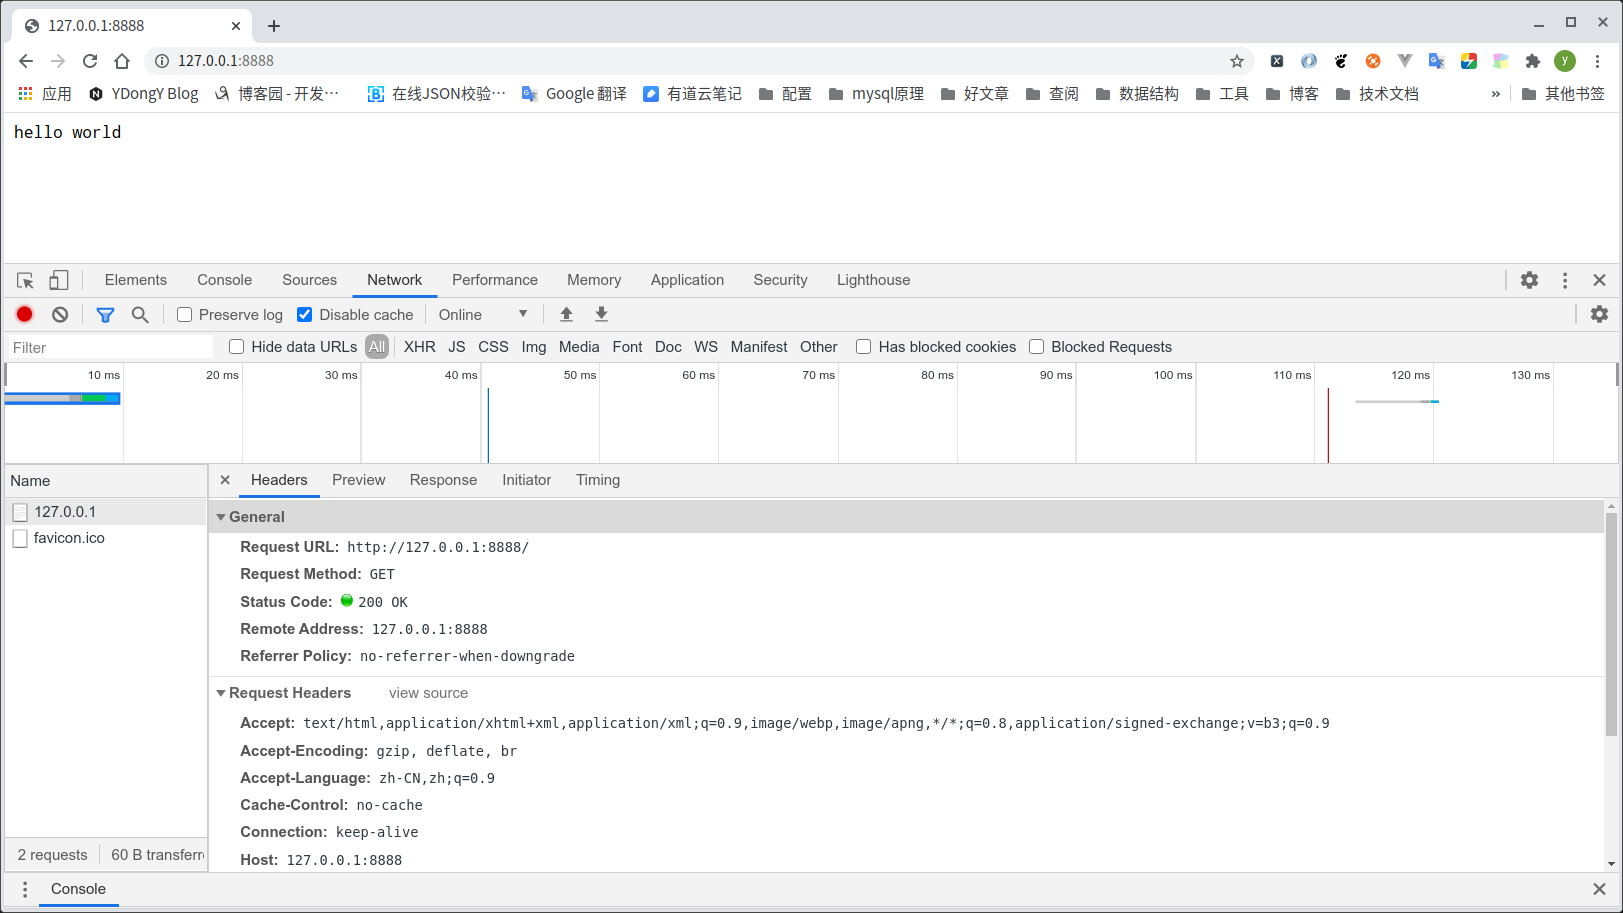 127.0.0.1:8888
127.0.0.1:8888
y
应用 YDongY Blog 博客园 - 开发… 在线JSON校验… Google 翻译 有道云笔记 配置 mysql原理 好文章 查阅 数据结构 工具 博客 技术文档 » 其他书签
hello world
Elements Console Sources Network Performance Memory Application Security Lighthouse
Preserve log Disable cache Online
Filter Hide data URLs All XHR JS CSS Img Media Font Doc WS Manifest Other Has blocked cookies Blocked Requests
10 ms 20 ms 30 ms 40 ms 50 ms 60 ms 70 ms 80 ms 90 ms 100 ms 110 ms 120 ms 130 ms
Name
127.0.0.1
favicon.ico
Headers Preview Response Initiator Timing
General
Request URL: http://127.0.0.1:8888/
Request Method: GET
Status Code: 200 OK
Remote Address: 127.0.0.1:8888
Referrer Policy: no-referrer-when-downgrade
Request Headers view source
Accept: text/html,application/xhtml+xml,application/xml;q=0.9,image/webp,image/apng,*/*;q=0.8,application/signed-exchange;v=b3;q=0.9
Accept-Encoding: gzip, deflate, br
Accept-Language: zh-CN,zh;q=0.9
Cache-Control: no-cache
Connection: keep-alive
Host: 127.0.0.1:8888
2 requests 60 B transferr
Console